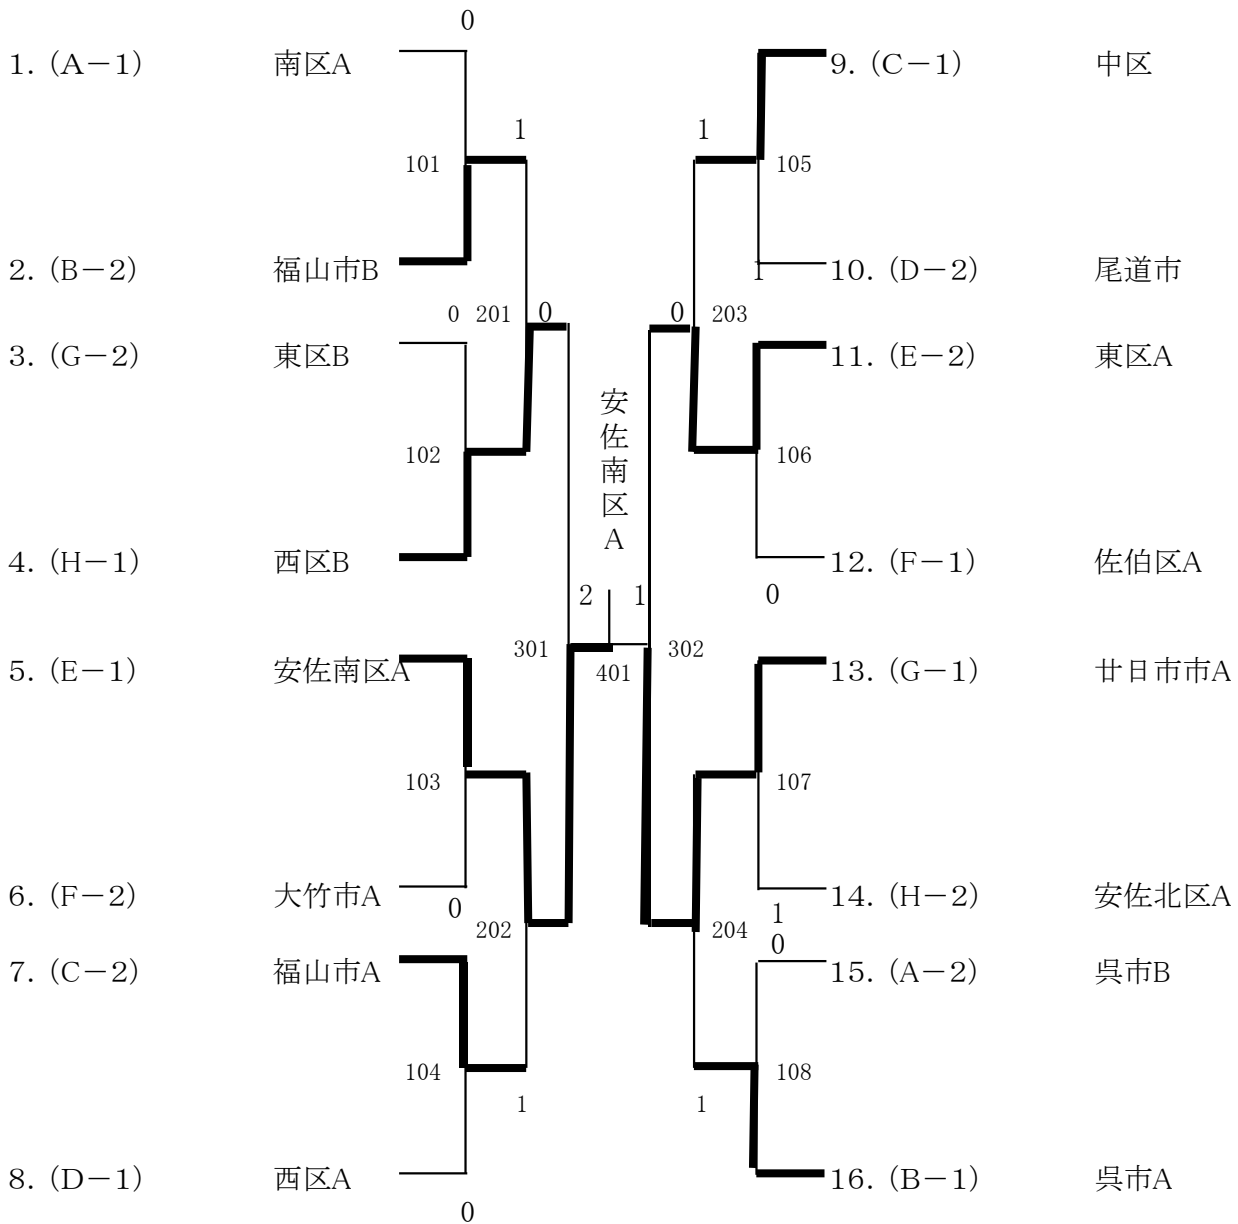 0
1. (A－1) 南区A
9. (C－1) 中区
1
1
101
105
2. (B－2) 福山市B
1
10. (D－2) 尾道市
0 201 0
0 203
3. (G－2) 東区B
11. (E－2) 東区A
安佐南区A
102
106
4. (H－1) 西区B
12. (F－1) 佐伯区A
2 1
0
301
302
401
5. (E－1) 安佐南区A
13. (G－1) 廿日市市A
103
107
6. (F－2) 大竹市A
14. (H－2) 安佐北区A
0
1
202
204
0
7. (C－2) 福山市A
15. (A－2) 呉市B
104
108
1
1
8. (D－1) 西区A
16. (B－1) 呉市A
0